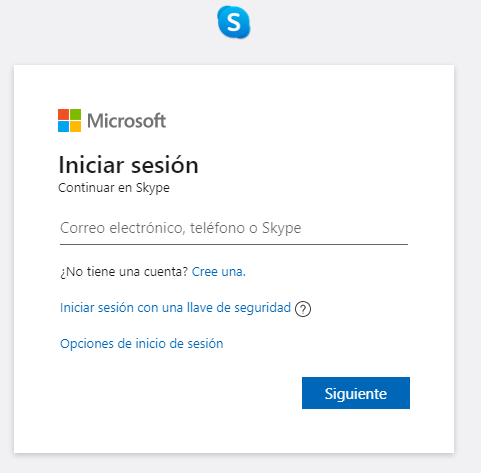 S
Microsoft
Iniciar sesión
Continuar en Skype
Correo electrónico, teléfono o Skype
¿No tiene una cuenta? Cree una.
Iniciar sesión con una llave de seguridad ?
Opciones de inicio de sesión
Siguiente